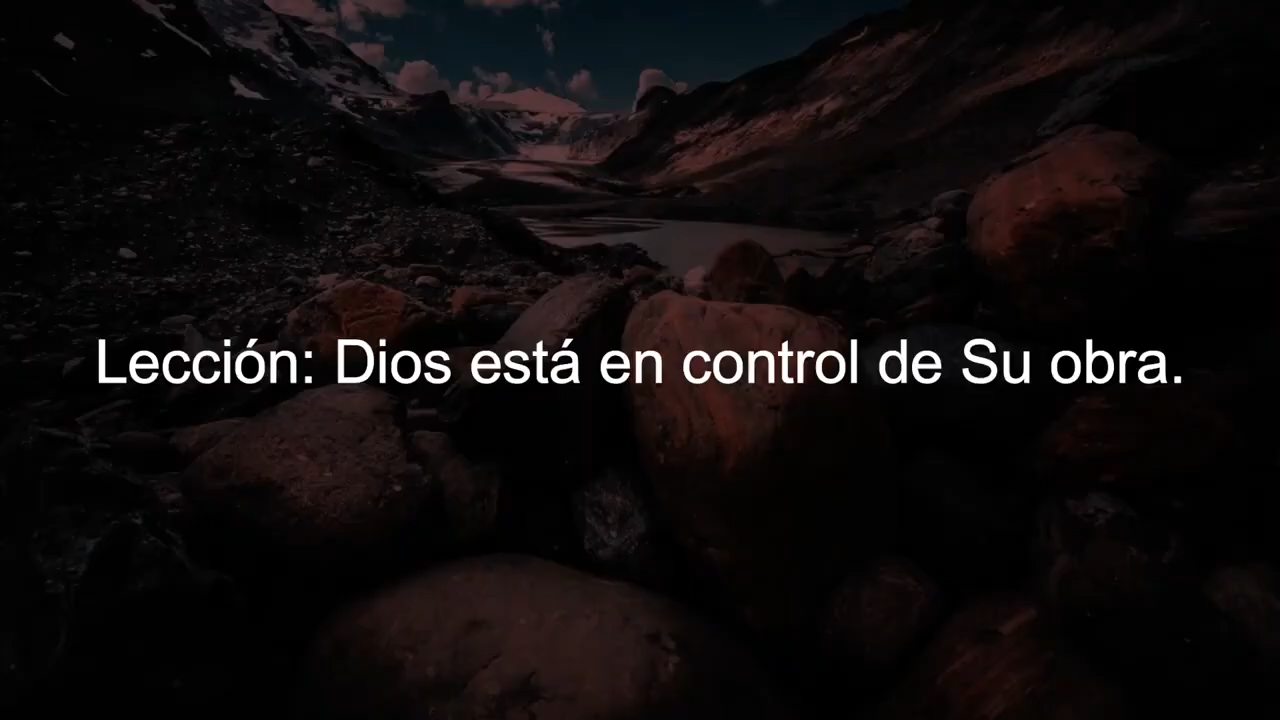 Lección: Dios está en control de Su obra.